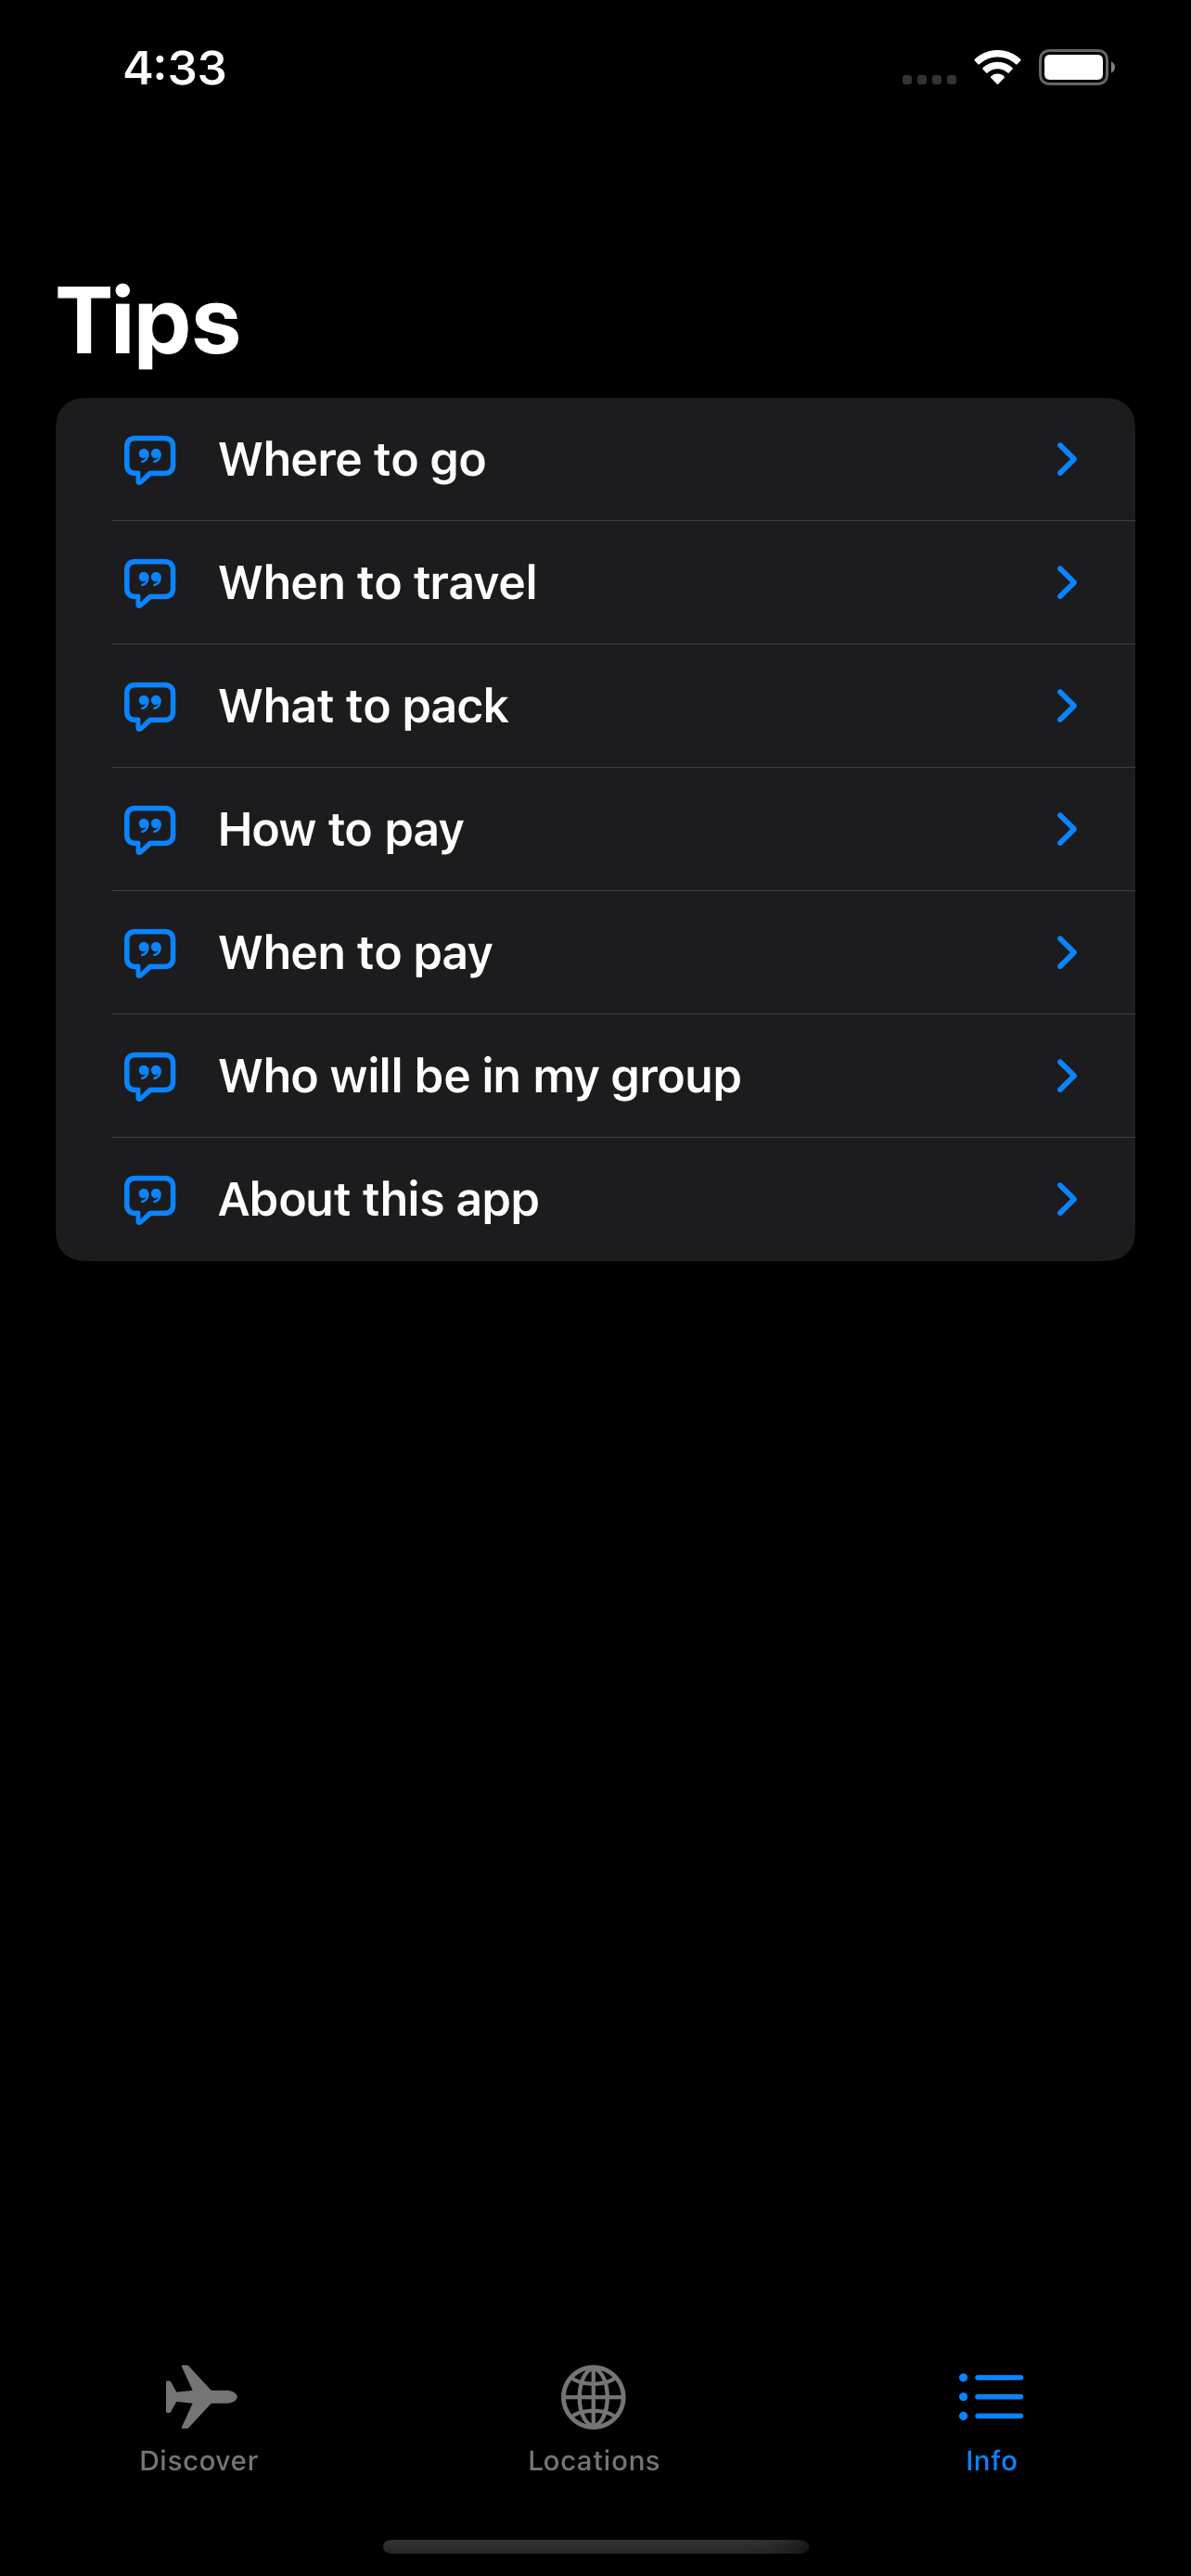 4:33
Tips
Where to go
When to travel
What to pack
How to pay
When to pay
Who will be in my group
About this app
Discover
Locations
Info